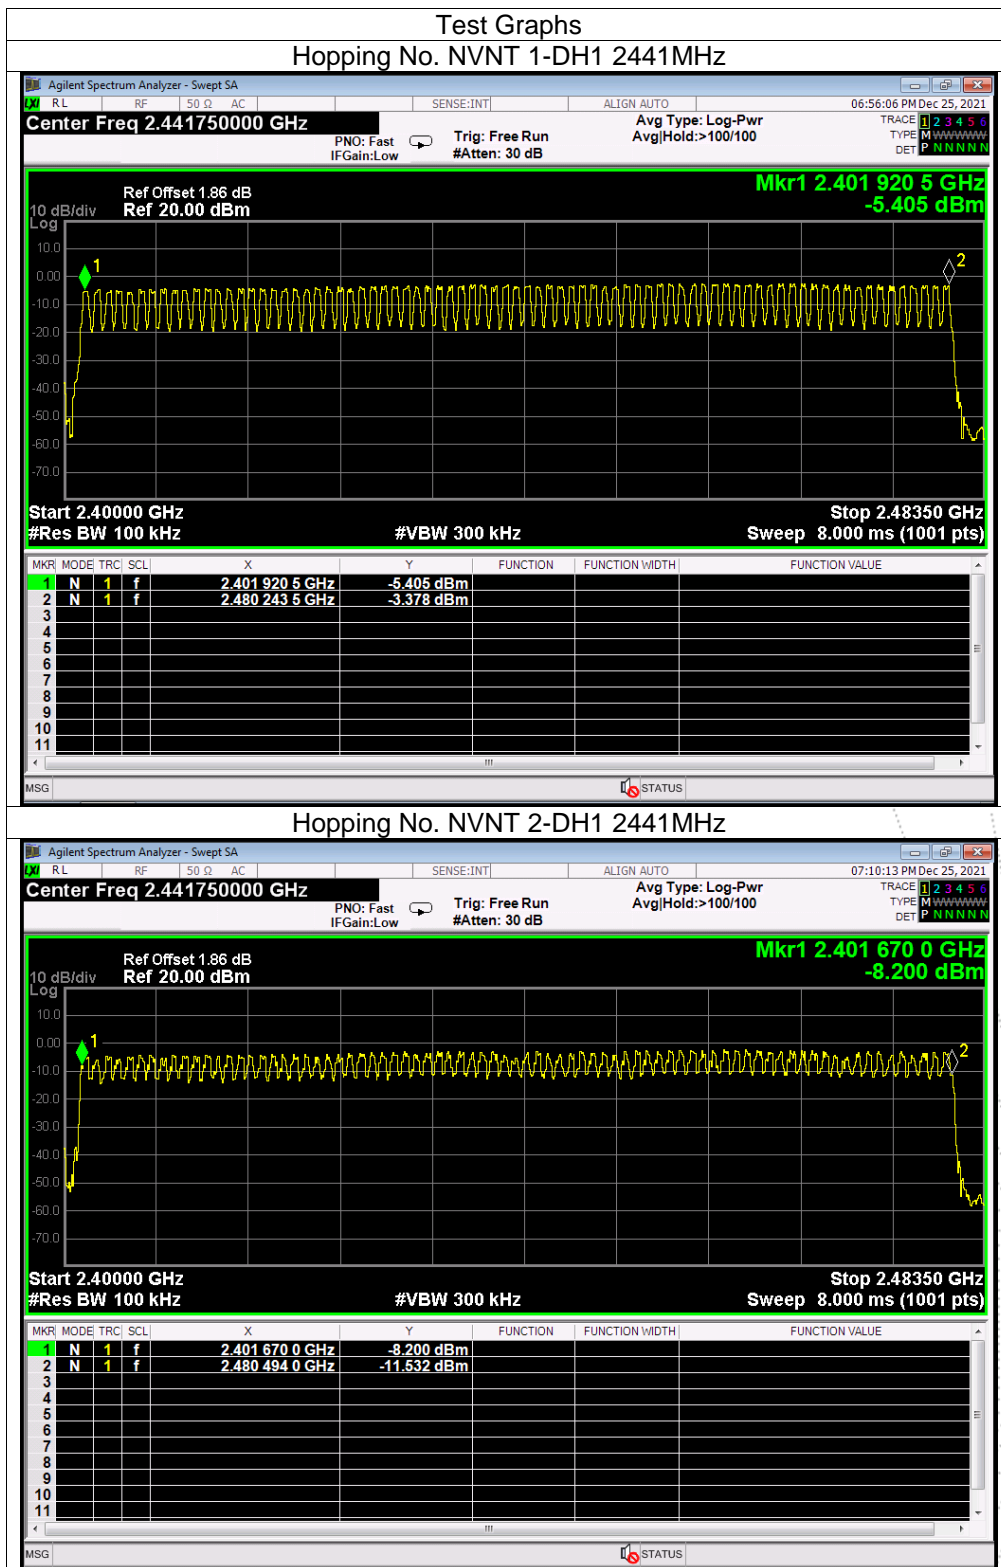 Test Graphs
Hopping No. NVNT 1-DH1 2441MHz
Agilent Spectrum Analyzer - Swept SA
LXI RL RF 50 Ω AC SENSE:INT ALIGN AUTO 06:56:06 PM Dec 25, 2021
Center Freq 2.441750000 GHz Avg Type: Log-Pwr TRACE 1 2 3 4 5 6
PNO: Fast Trig: Free Run Avg|Hold:>100/100 TYPE M WWWWW
IFGain:Low #Atten: 30 dB DET P N N N N N
Mkr1 2.401 920 5 GHz
Ref Offset 1.86 dB
10 dB/div Ref 20.00 dBm -5.405 dBm
Log
10.0
1 2
0.00
-10.0
-20.0
-30.0
-40.0
-50.0
-60.0
-70.0
Start 2.40000 GHz Stop 2.48350 GHz
#Res BW 100 kHz #VBW 300 kHz Sweep 8.000 ms (1001 pts)
MKR MODE TRC SCL X Y FUNCTION FUNCTION WIDTH FUNCTION VALUE
1 N 1 f 2.401 920 5 GHz -5.405 dBm
2 N 1 f 2.480 243 5 GHz -3.378 dBm
3
4
5
6
7
8
9
10
11
MSG STATUS
Hopping No. NVNT 2-DH1 2441MHz
Agilent Spectrum Analyzer - Swept SA
LXI RL RF 50 Ω AC SENSE:INT ALIGN AUTO 07:10:13 PM Dec 25, 2021
Center Freq 2.441750000 GHz Avg Type: Log-Pwr TRACE 1 2 3 4 5 6
PNO: Fast Trig: Free Run Avg|Hold:>100/100 TYPE M WWWWW
IFGain:Low #Atten: 30 dB DET P N N N N N
Mkr1 2.401 670 0 GHz
Ref Offset 1.86 dB
10 dB/div Ref 20.00 dBm -8.200 dBm
Log
10.0
0.00
1 2
-10.0
-20.0
-30.0
-40.0
-50.0
-60.0
-70.0
Start 2.40000 GHz Stop 2.48350 GHz
#Res BW 100 kHz #VBW 300 kHz Sweep 8.000 ms (1001 pts)
MKR MODE TRC SCL X Y FUNCTION FUNCTION WIDTH FUNCTION VALUE
1 N 1 f 2.401 670 0 GHz -8.200 dBm
2 N 1 f 2.480 494 0 GHz -11.532 dBm
3
4
5
6
7
8
9
10
11
MSG STATUS